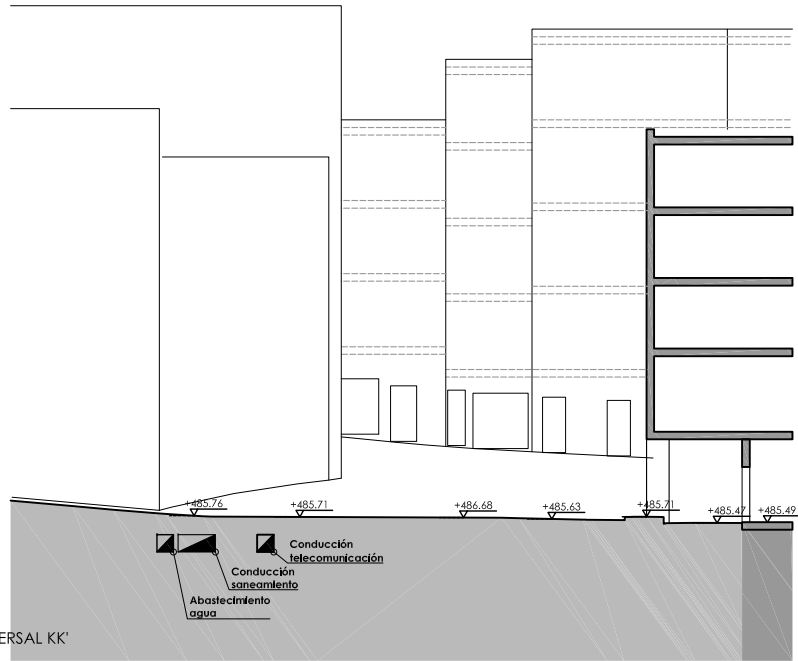 +485.76
+485.71
+486.68
+485.63
+485.71
+485.47
+485.49
Conducción
telecomunicación
Conducción
saneamiento
Abastecimiento
agua
ERSAL KK'